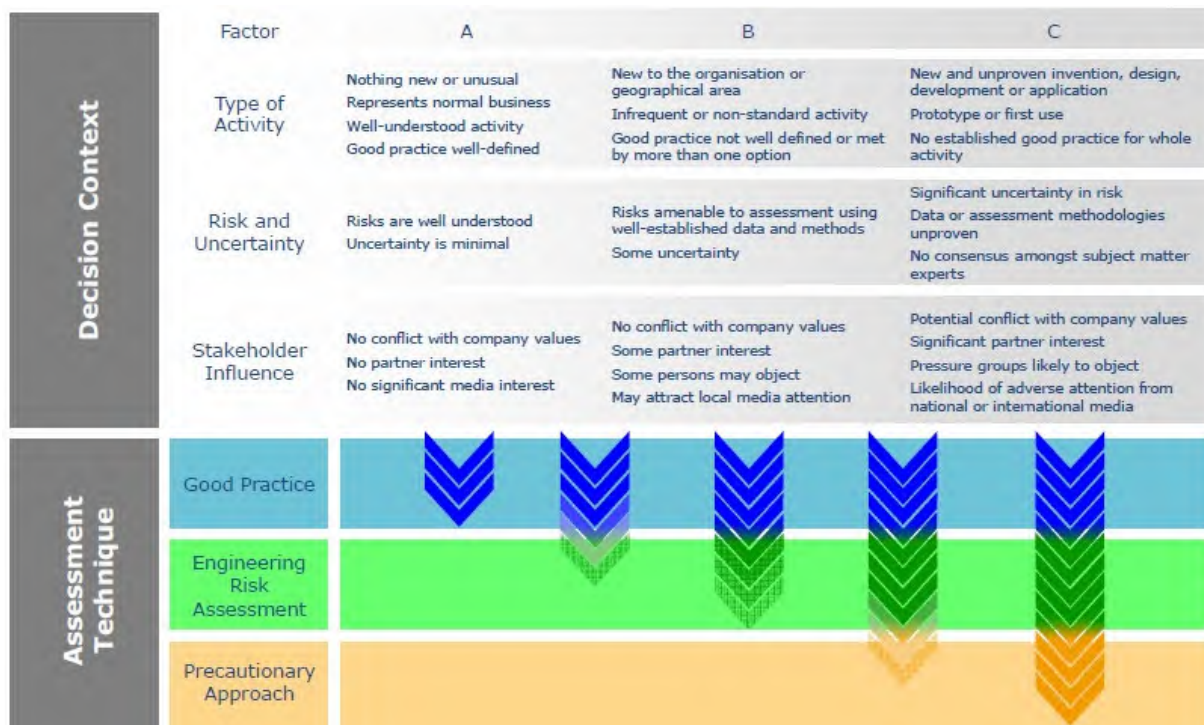 Decision Context
Factor
A
B
C
Type of
Activity
Nothing new or unusual
Represents normal business
Well-understood activity
Good practice well-defined
New to the organisation or
geographical area
Infrequent or non-standard activity
Good practice not well defined or met
by more than one option
New and unproven invention, design,
development or application
Prototype or first use
No established good practice for whole
activity
Risk and
Uncertainty
Risks are well understood
Uncertainty is minimal
Risks amenable to assessment using
well-established data and methods
Some uncertainty
Significant uncertainty in risk
Data or assessment methodologies
unproven
No consensus amongst subject matter
experts
Stakeholder
Influence
No conflict with company values
No partner interest
No significant media interest
No conflict with company values
Some partner interest
Some persons may object
May attract local media attention
Potential conflict with company values
Significant partner interest
Pressure groups likely to object
Likelihood of adverse attention from
national or international media
Assessment
Technique
Good Practice
Engineering
Risk
Assessment
Precautionary
Approach